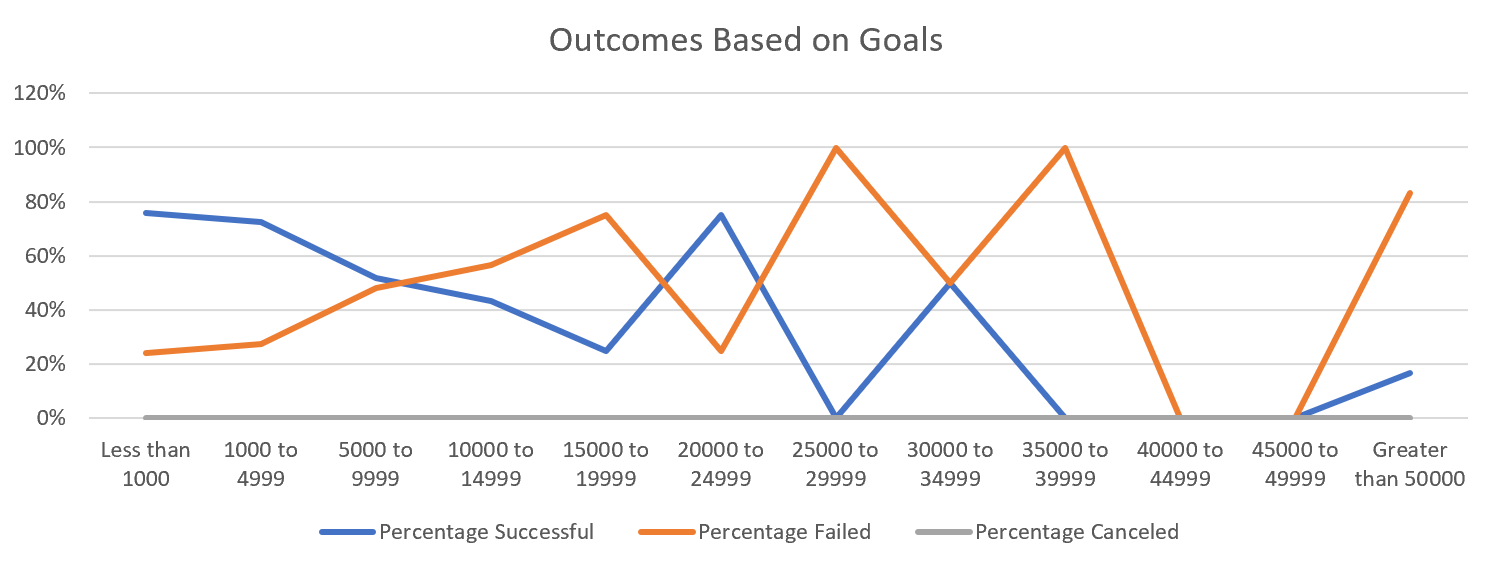 Outcomes Based on Goals
120%
100%
80%
60%
40%
20%
0%
Less than 1000
1000 to 4999
5000 to 9999
10000 to 14999
15000 to 19999
20000 to 24999
25000 to 29999
30000 to 34999
35000 to 39999
40000 to 44999
45000 to 49999
Greater than 50000
Percentage Successful
Percentage Failed
Percentage Canceled